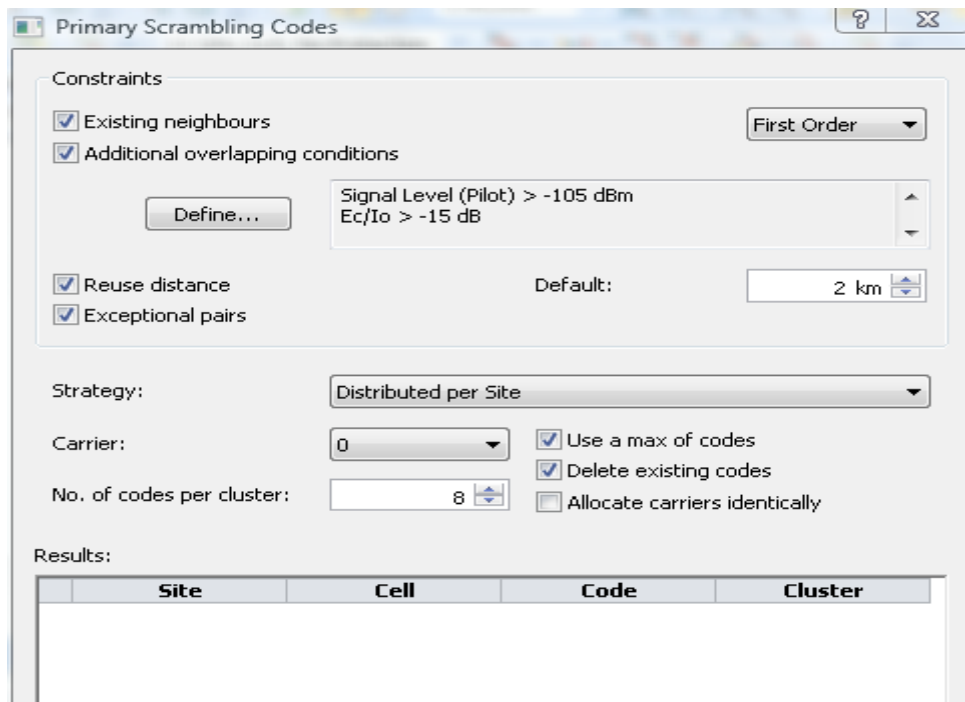 Primary Scrambling Codes
Constraints
Existing neighbours
First Order
Additional overlapping conditions
Define...
Signal Level (Pilot) > -105 dBm
Ec/Io > -15 dB
Reuse distance
Default:
2 km
Exceptional pairs
Strategy:
Distributed per Site
Carrier:
0
Use a max of codes
Delete existing codes
No. of codes per cluster:
8
Allocate carriers identically
Results:
Site Cell Code Cluster